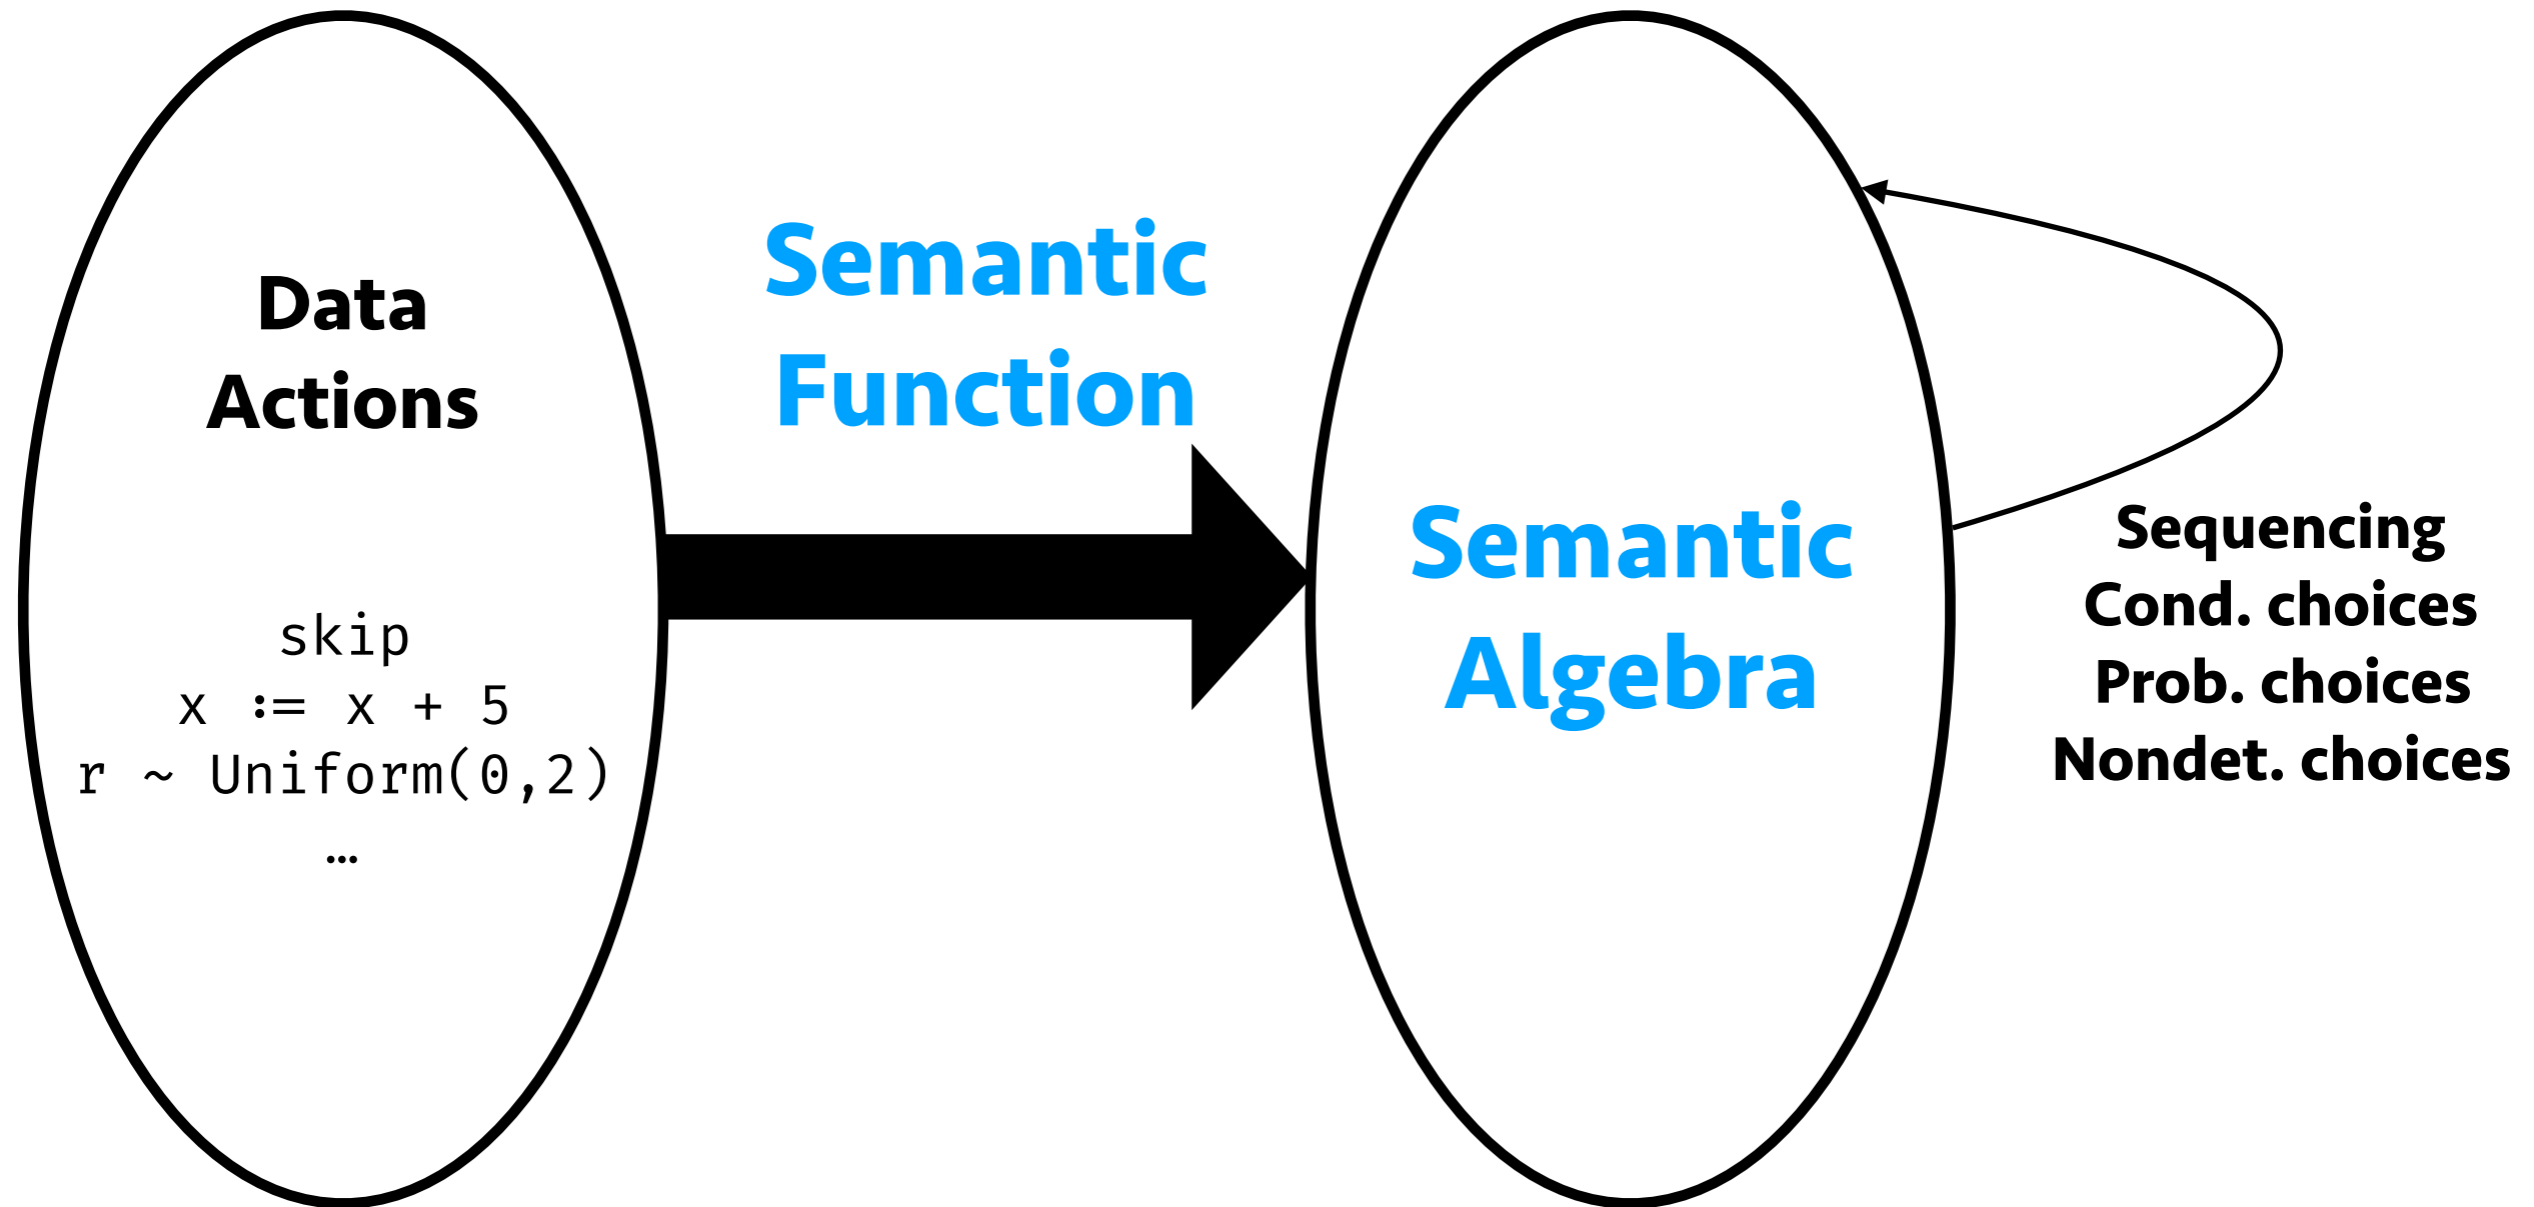 Data
Actions
skip
x := x + 5
r ~ Uniform(0,2)
…
Semantic
Function
Semantic
Algebra
Sequencing
Cond. choices
Prob. choices
Nondet. choices